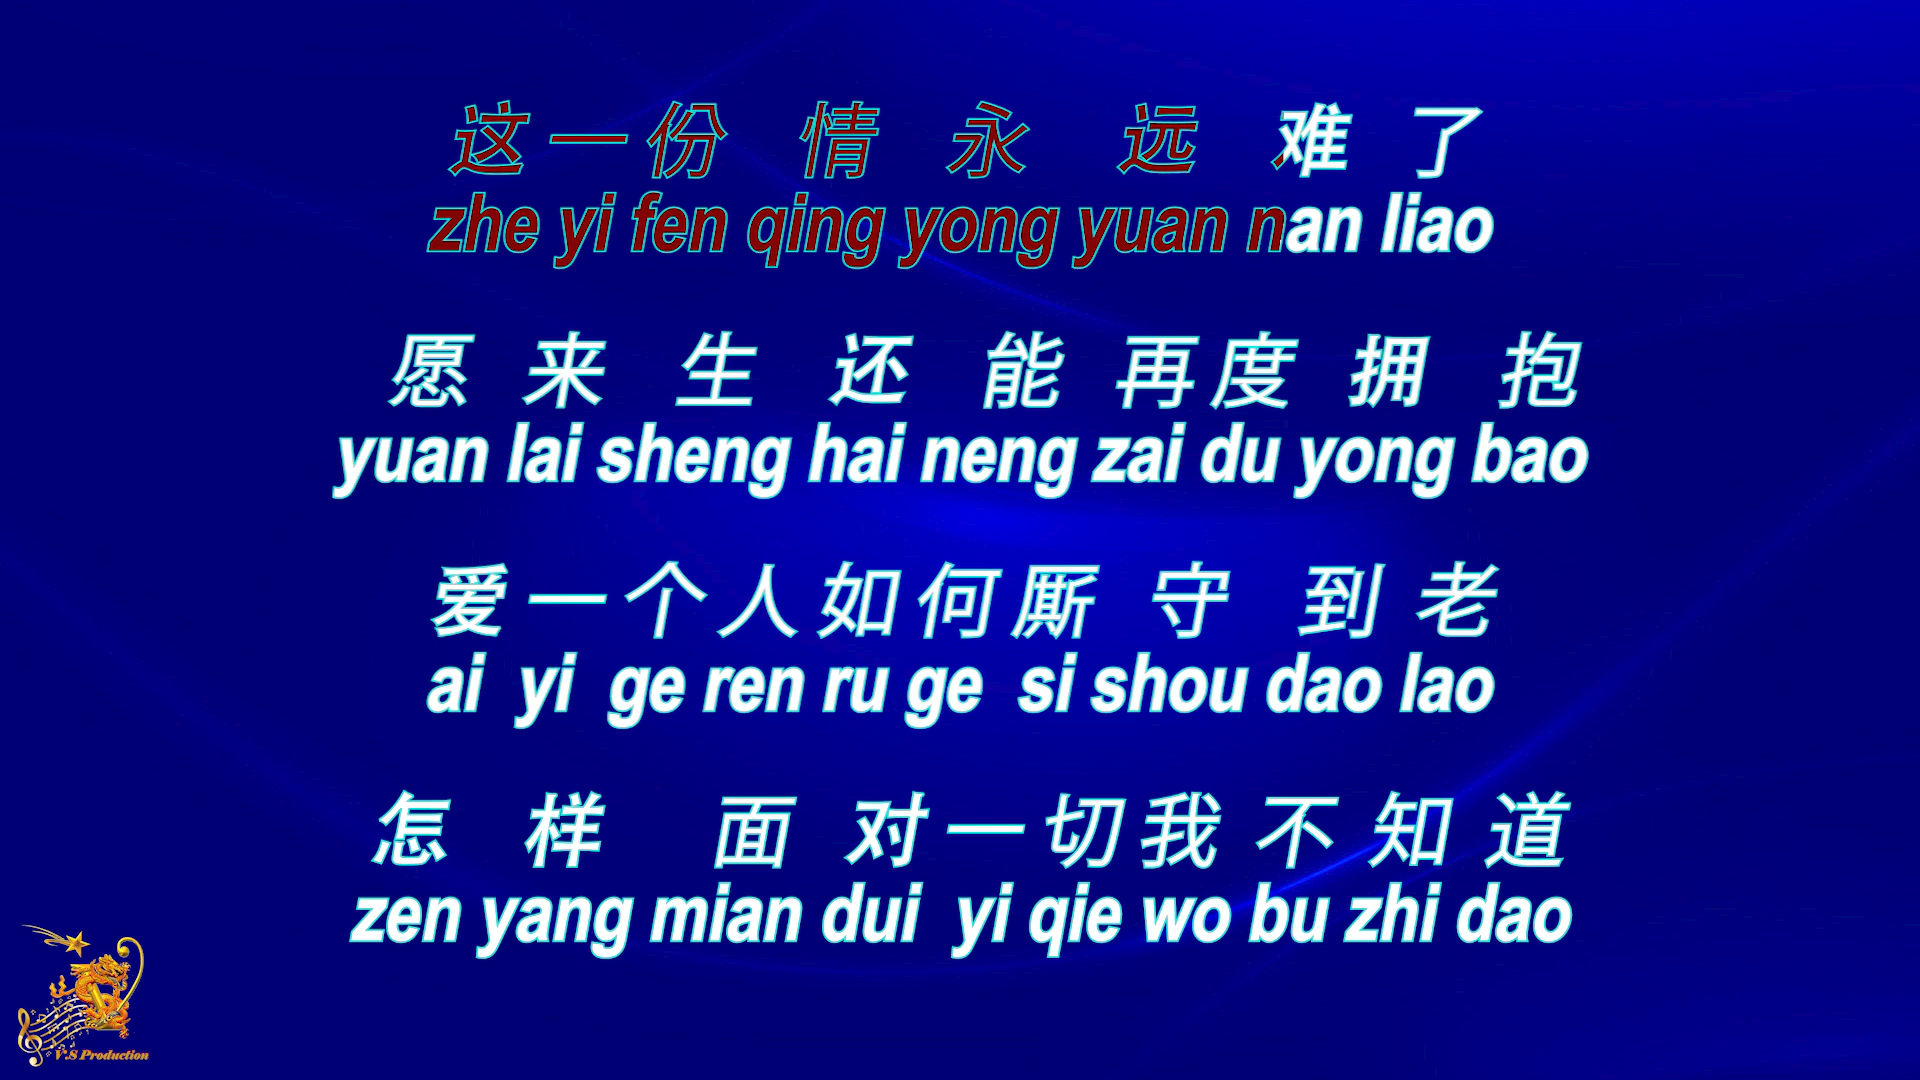 这一份 情 永 远 难 了
zhe yi fen qing yong yuan nan liao
愿 来 生 还 能 再度 拥 抱
yuan lai sheng hai neng zai du yong bao
爱一个人如何厮 守 到 老
ai yi ge ren ru ge si shou dao lao
怎 样 面 对一切我 不 知 道
zen yang mian dui yi qie wo bu zhi dao
V.S Production